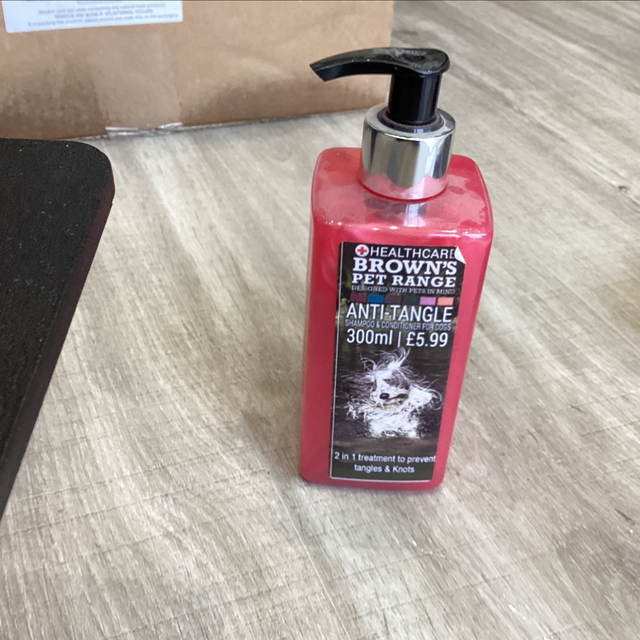 HEALTHCARE
BROWN'S
PET RANGE
DESIGNED WITH PETS IN MIND
ANTI-TANGLE
SHAMPOO & CONDITIONER FOR DOGS
300ml | £5.99
2 in 1 treatment to prevent
tangles & Knots